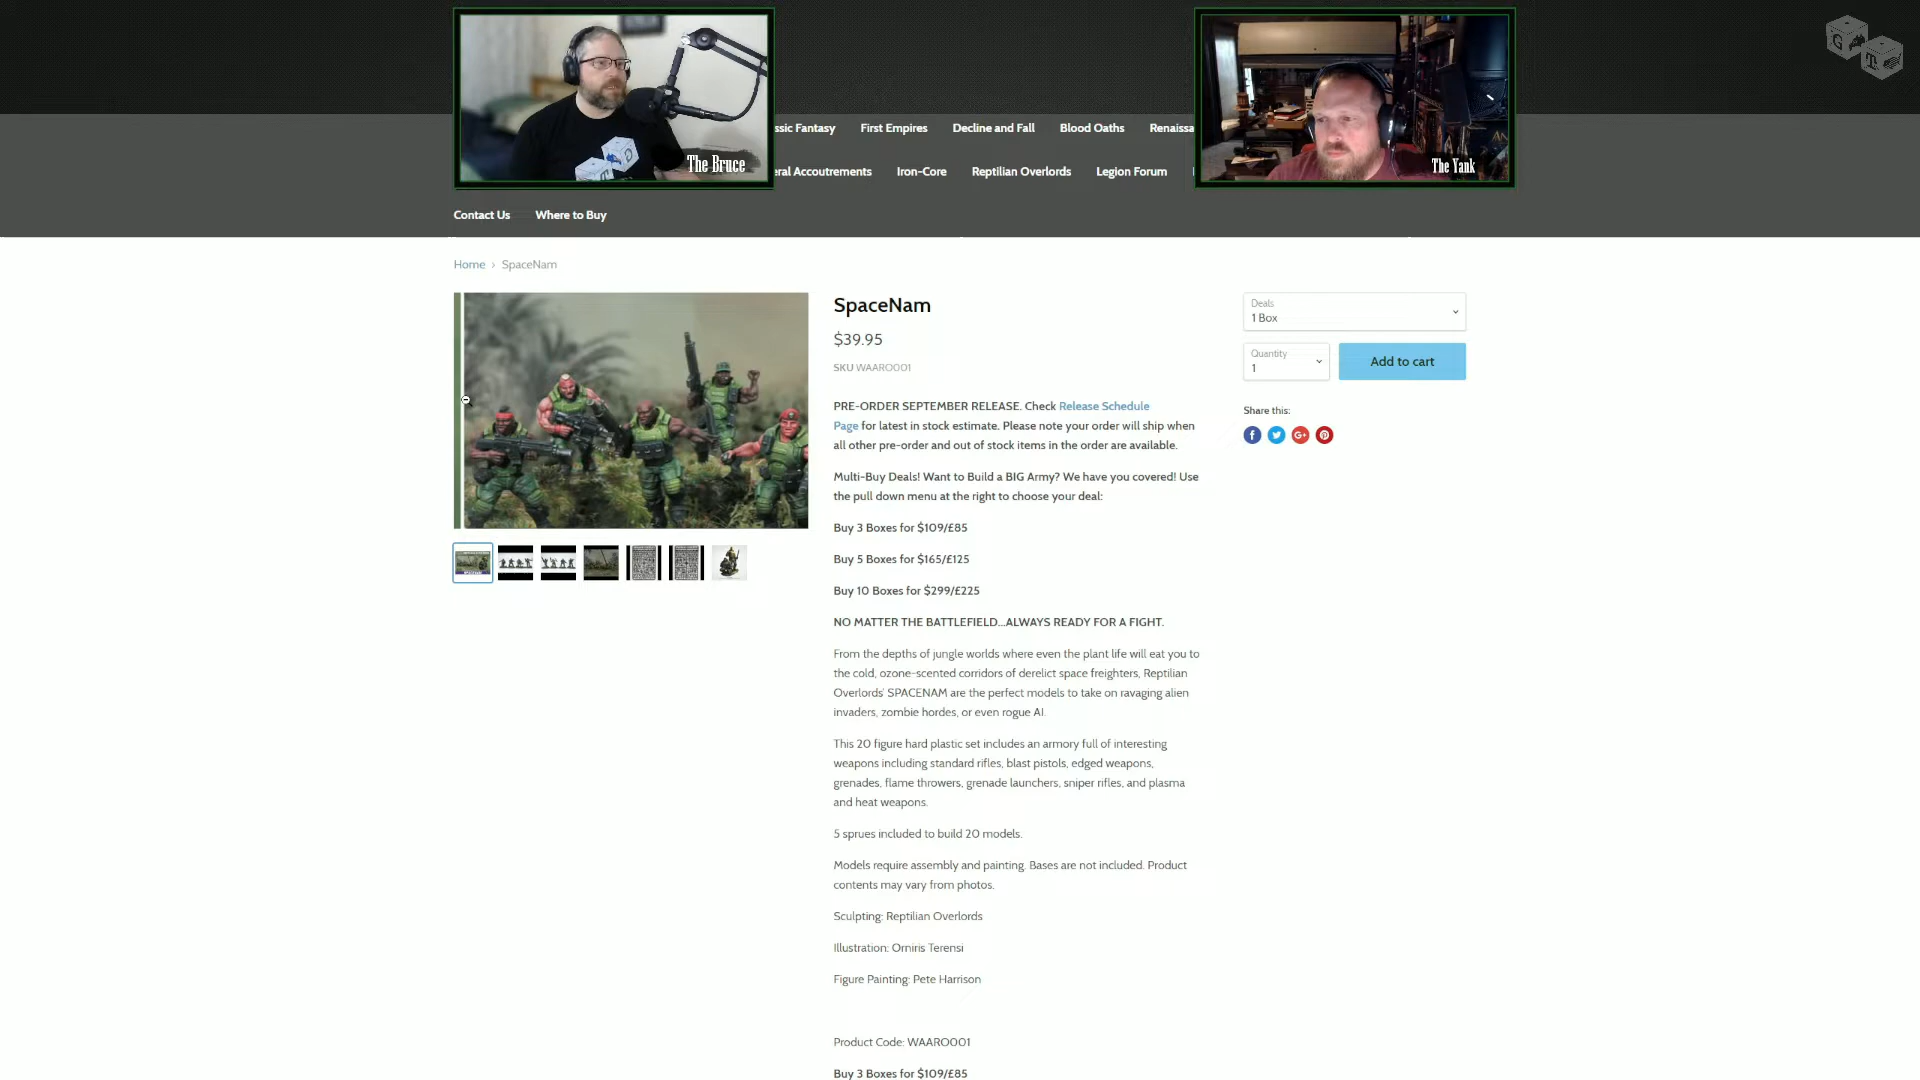 The Bruce
The Yank
ssic Fantasy First Empires Decline and Fall Blood Oaths Renaissa
eral Accoutrements Iron-Core Reptilian Overlords Legion Forum
Contact Us Where to Buy
Home › SpaceNam
SpaceNam
$39.95
SKU WAARO001
PRE-ORDER SEPTEMBER RELEASE. Check Release Schedule
Page for latest in stock estimate. Please note your order will ship when
all other pre-order and out of stock items in the order are available.
Multi-Buy Deals! Want to Build a BIG Army? We have you covered! Use
the pull down menu at the right to choose your deal:
Buy 3 Boxes for $109/£85
Buy 5 Boxes for $165/£125
Buy 10 Boxes for $299/£225
NO MATTER THE BATTLEFIELD...ALWAYS READY FOR A FIGHT.
From the depths of jungle worlds where even the plant life will eat you to
the cold, ozone-scented corridors of derelict space freighters, Reptilian
Overlords' SPACENAM are the perfect models to take on ravaging alien
invaders, zombie hordes, or even rogue AI.
This 20 figure hard plastic set includes an armory full of interesting
weapons including standard rifles, blast pistols, edged weapons,
grenades, flame throwers, grenade launchers, sniper rifles, and plasma
and heat weapons.
5 sprues included to build 20 models.
Models require assembly and painting. Bases are not included. Product
contents may vary from photos.
Sculpting: Reptilian Overlords
Illustration: Orniris Terensi
Figure Painting: Pete Harrison
Product Code: WAARO001
Buy 3 Boxes for $109/£85
Deals
1 Box
Quantity
1
Add to cart
Share this:
G
T